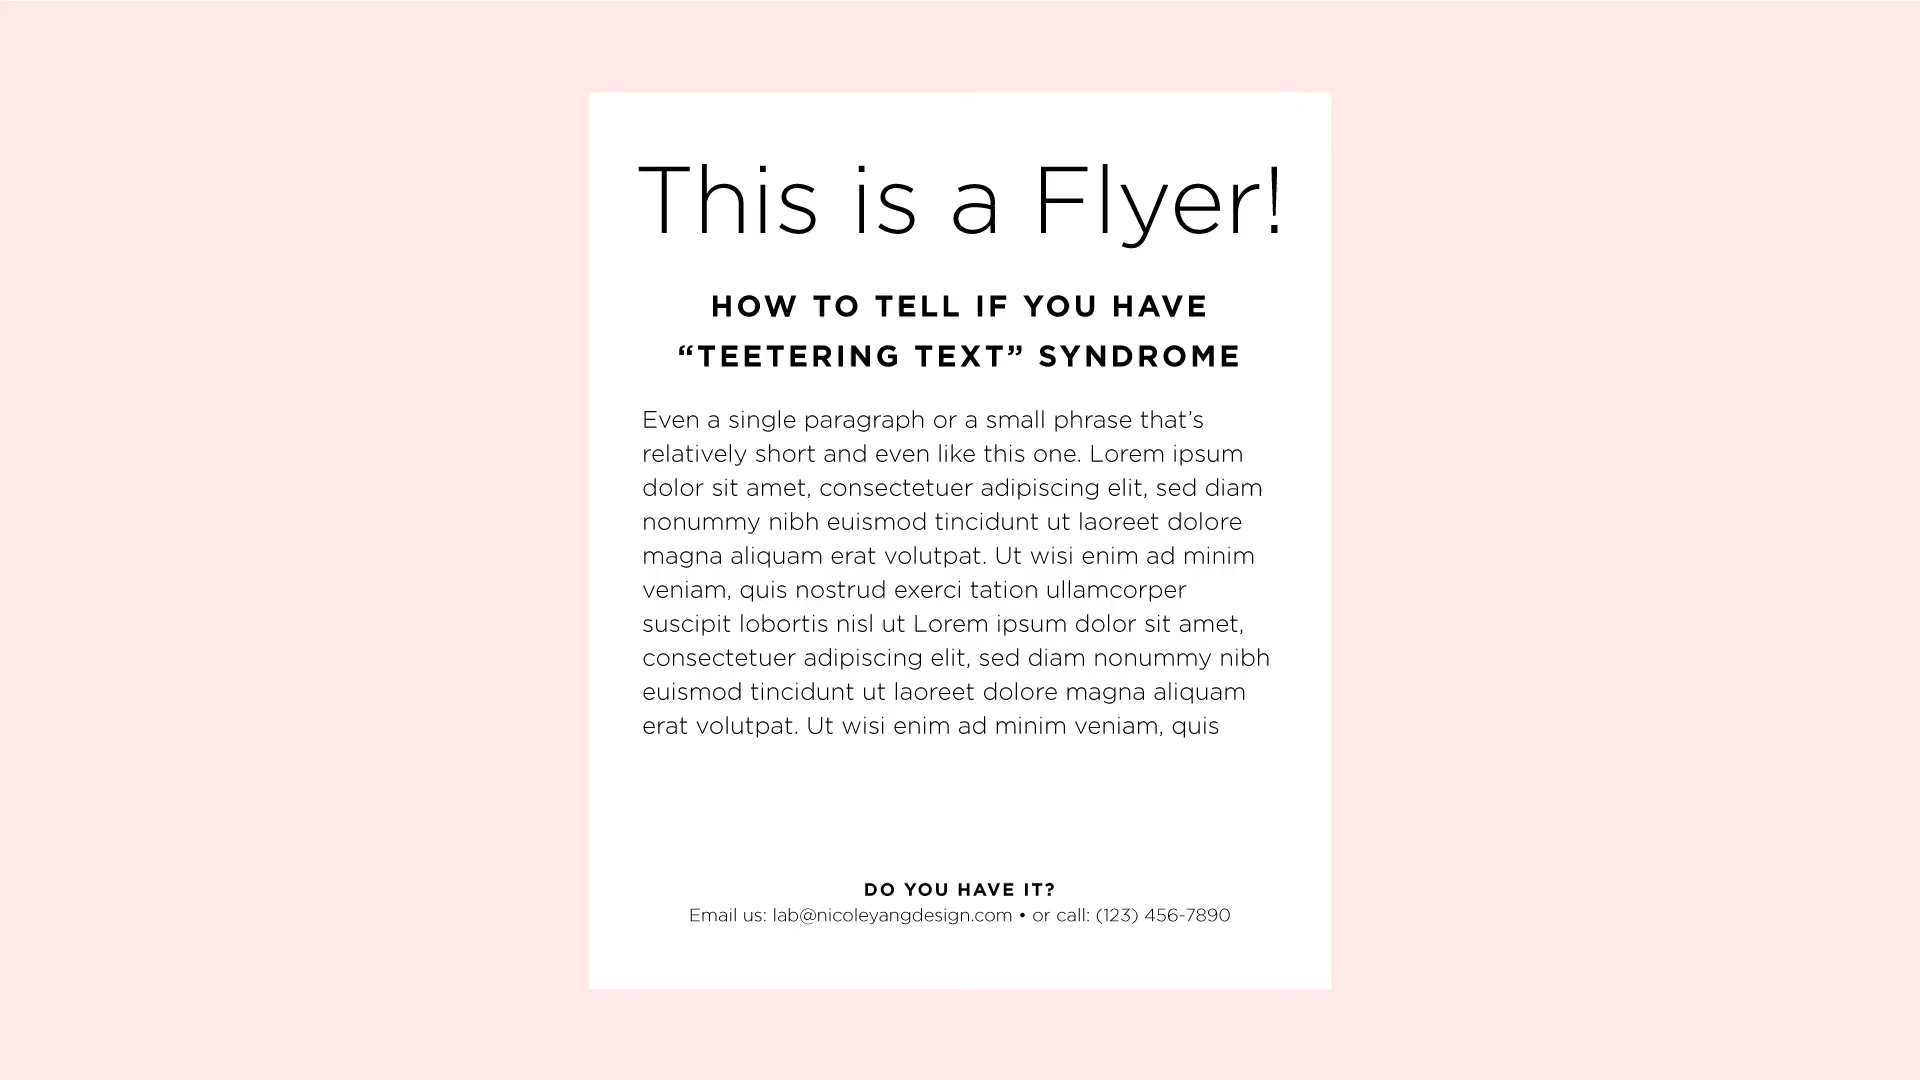 This is a Flyer!
HOW TO TELL IF YOU HAVE
“TEETERING TEXT” SYNDROME
Even a single paragraph or a small phrase that’s
relatively short and even like this one. Lorem ipsum
dolor sit amet, consectetuer adipiscing elit, sed diam
nonummy nibh euismod tincidunt ut laoreet dolore
magna aliquam erat volutpat. Ut wisi enim ad minim
veniam, quis nostrud exerci tation ullamcorper
suscipit lobortis nisl ut Lorem ipsum dolor sit amet,
consectetuer adipiscing elit, sed diam nonummy nibh
euismod tincidunt ut laoreet dolore magna aliquam
erat volutpat. Ut wisi enim ad minim veniam, quis
DO YOU HAVE IT?
Email us: lab@nicoleyangdesign.com • or call: (123) 456-7890